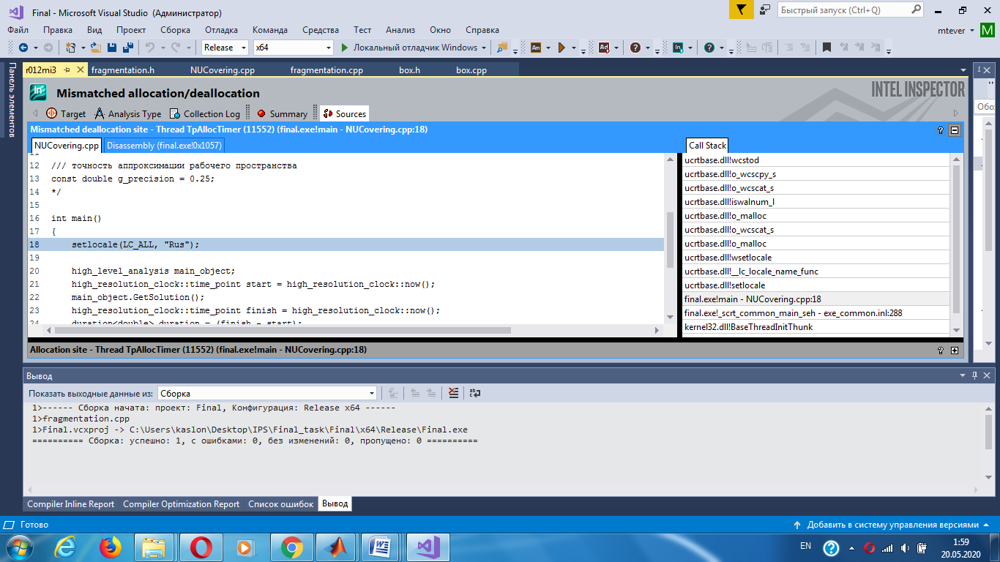 Final - Microsoft Visual Studio (Администратор)
Быстрый запуск (Ctrl+Q)
Файл Правка Вид Проект Сборка Отладка Команда Средства Тест Анализ Окно Справка
mtever M
Release x64 Локальный отладчик Windows
Панель элементов
r012mi3 fragmentation.h NUCovering.cpp fragmentation.cpp box.h box.cpp
Mismatched allocation/deallocation
INTEL INSPECTOR
Target Analysis Type Collection Log Summary Sources
Mismatched deallocation site - Thread TpAllocTimer (11552) (final.exe!main - NUCovering.cpp:18)
NUCovering.cpp Disassembly (final.exe!0x1057)
11
12 /// точность аппроксимации рабочего пространства
13 const double g_precision = 0.25;
14 */
15
16 int main()
17 {
18 setlocale(LC_ALL, "Rus");
19
20 high_level_analysis main_object;
21 high_resolution_clock::time_point start = high_resolution_clock::now();
22 main_object.GetSolution();
23 high_resolution_clock::time_point finish = high_resolution_clock::now();
24 duration<double> duration = (finish - start);
Call Stack
ucrtbase.dll!wcstod
ucrtbase.dll!o_wcscpy_s
ucrtbase.dll!o_wcscat_s
ucrtbase.dll!iswalnum_l
ucrtbase.dll!o_malloc
ucrtbase.dll!o_wcscat_s
ucrtbase.dll!o_malloc
ucrtbase.dll!wsetlocale
ucrtbase.dll!__lc_locale_name_func
ucrtbase.dll!setlocale
final.exe!main - NUCovering.cpp:18
final.exe!_scrt_common_main_seh - exe_common.inl:288
kernel32.dll!BaseThreadInitThunk
Обо
Allocation site - Thread TpAllocTimer (11552) (final.exe!main - NUCovering.cpp:18)
Вывод
Показать выходные данные из: Сборка
1>------ Сборка начата: проект: Final, Конфигурация: Release x64 ------
1>fragmentation.cpp
1>Final.vcxproj -> C:\Users\kaslon\Desktop\IPS\Final_task\Final\x64\Release\Final.exe
========== Сборка: успешно: 1, с ошибками: 0, без изменений: 0, пропущено: 0 ==========
Compiler Inline Report Compiler Optimization Report Список ошибок Вывод
Готово
Добавить в систему управления версиями
EN
1:59
20.05.2020